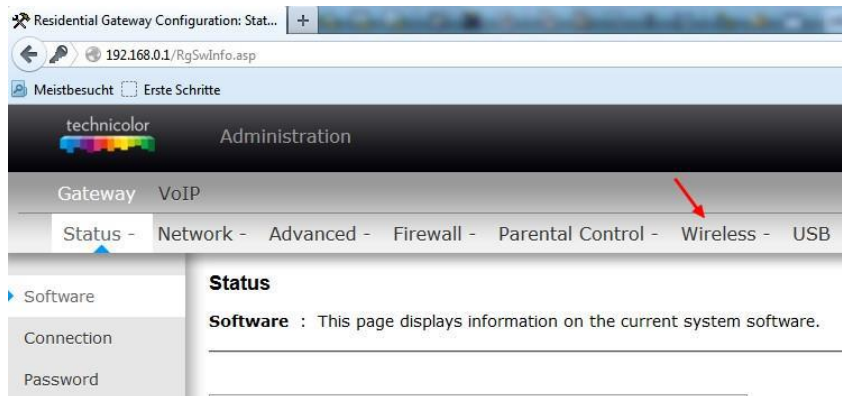 Residential Gateway Configuration: Stat... +
192.168.0.1/RgSwInfo.asp
Meistbesucht Erste Schritte
technicolor Administration
Gateway VoIP
Status - Network - Advanced - Firewall - Parental Control - Wireless - USB
Software
Connection
Password
Status
Software : This page displays information on the current system software.